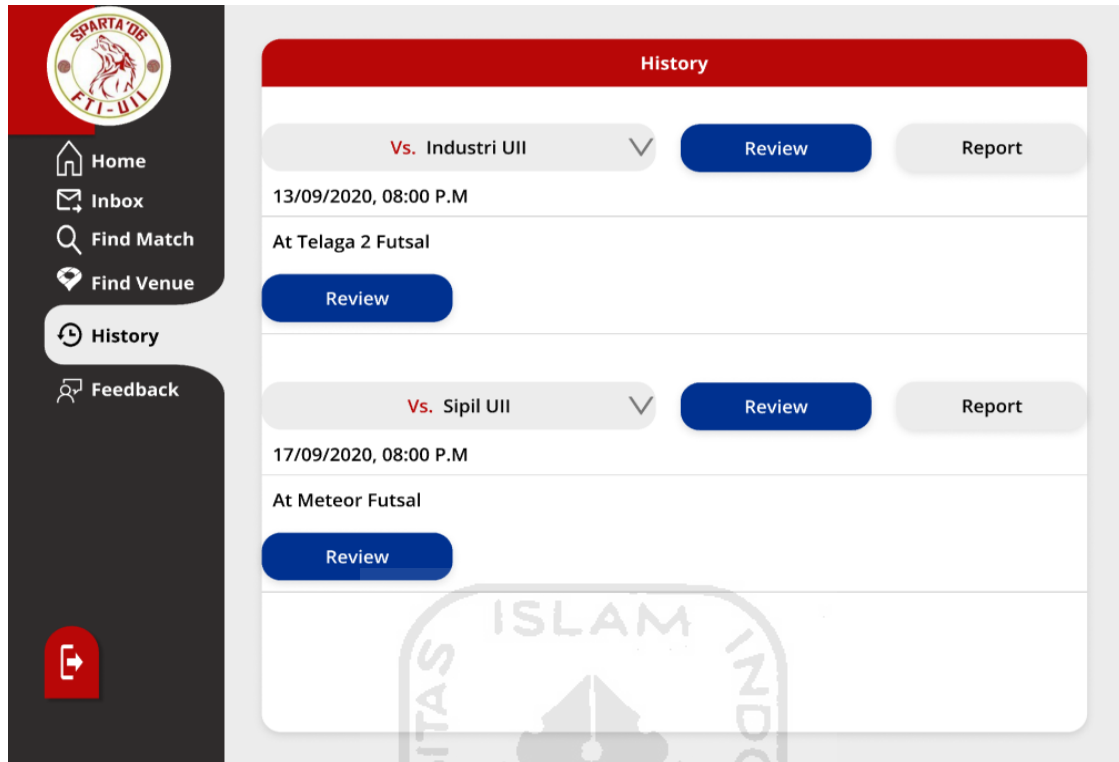 SPARTA'06
FTI-UII
Home
Inbox
Find Match
Find Venue
History
Feedback
History
Vs. Industri UII
Review
Report
13/09/2020, 08:00 P.M
At Telaga 2 Futsal
Review
Vs. Sipil UII
Review
Report
17/09/2020, 08:00 P.M
At Meteor Futsal
Review
ISLAM
ITAS
INDO